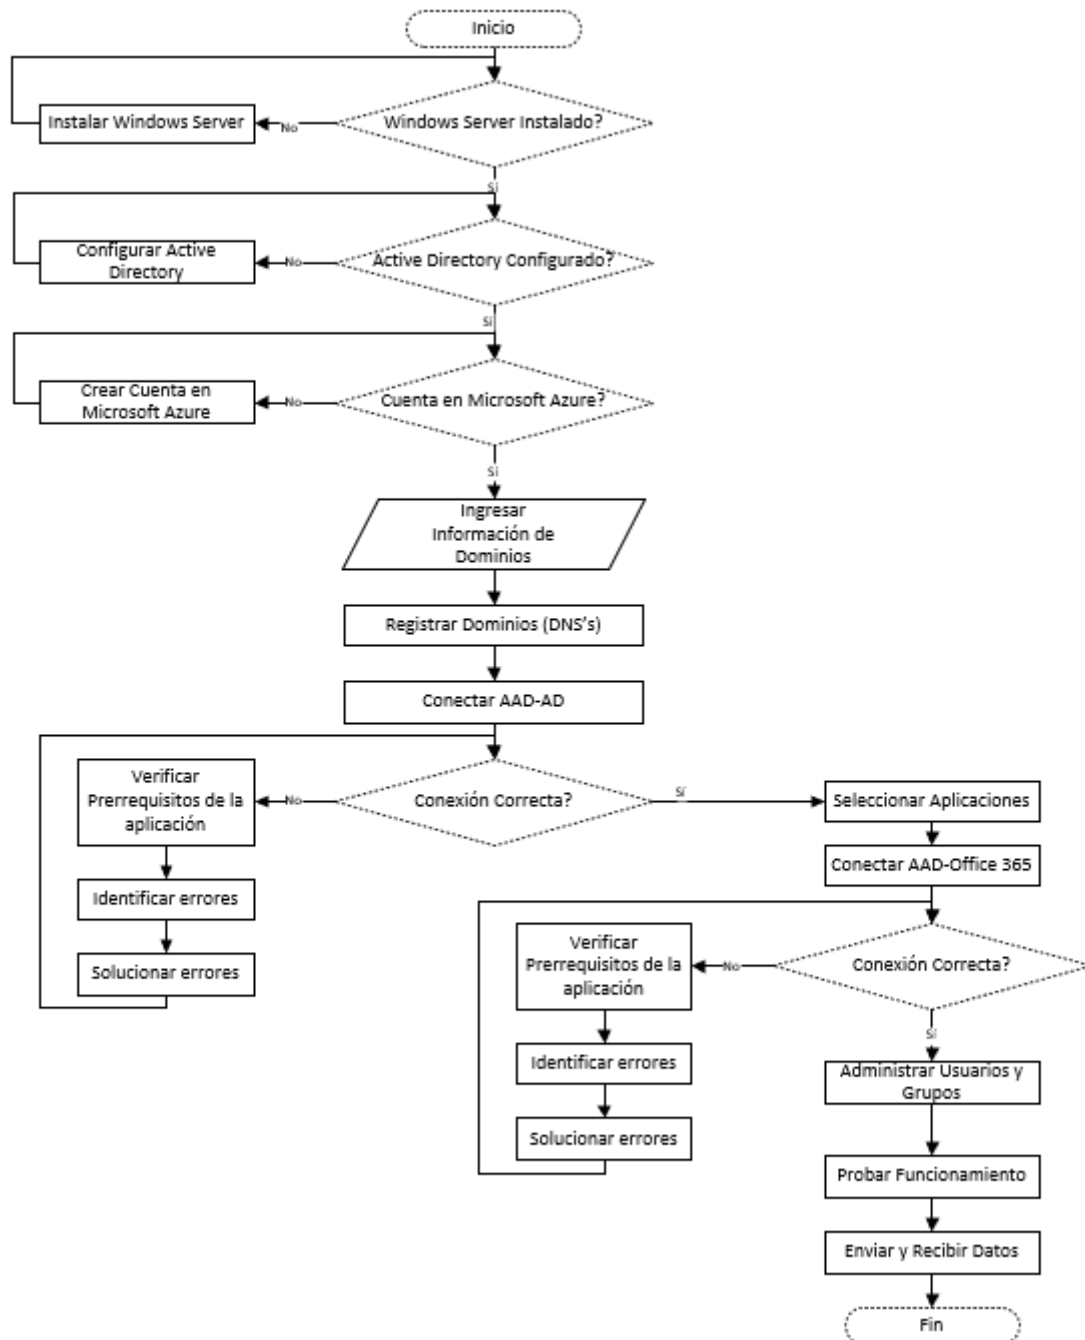 Inicio
Instalar Windows Server
No
Windows Server Instalado?
Sí
Configurar Active
Directory
No
Active Directory Configurado?
Sí
Crear Cuenta en
Microsoft Azure
No
Cuenta en Microsoft Azure?
Sí
Ingresar
Información de
Dominios
Registrar Dominios (DNS's)
Conectar AAD-AD
Verificar
Prerrequisitos de la
aplicación
No
Conexión Correcta?
Sí
Seleccionar Aplicaciones
Identificar errores
Solucionar errores
Conectar AAD-Office 365
Verificar
Prerrequisitos de la
aplicación
No
Conexión Correcta?
Sí
Identificar errores
Solucionar errores
Administrar Usuarios y
Grupos
Probar Funcionamiento
Enviar y Recibir Datos
Fin